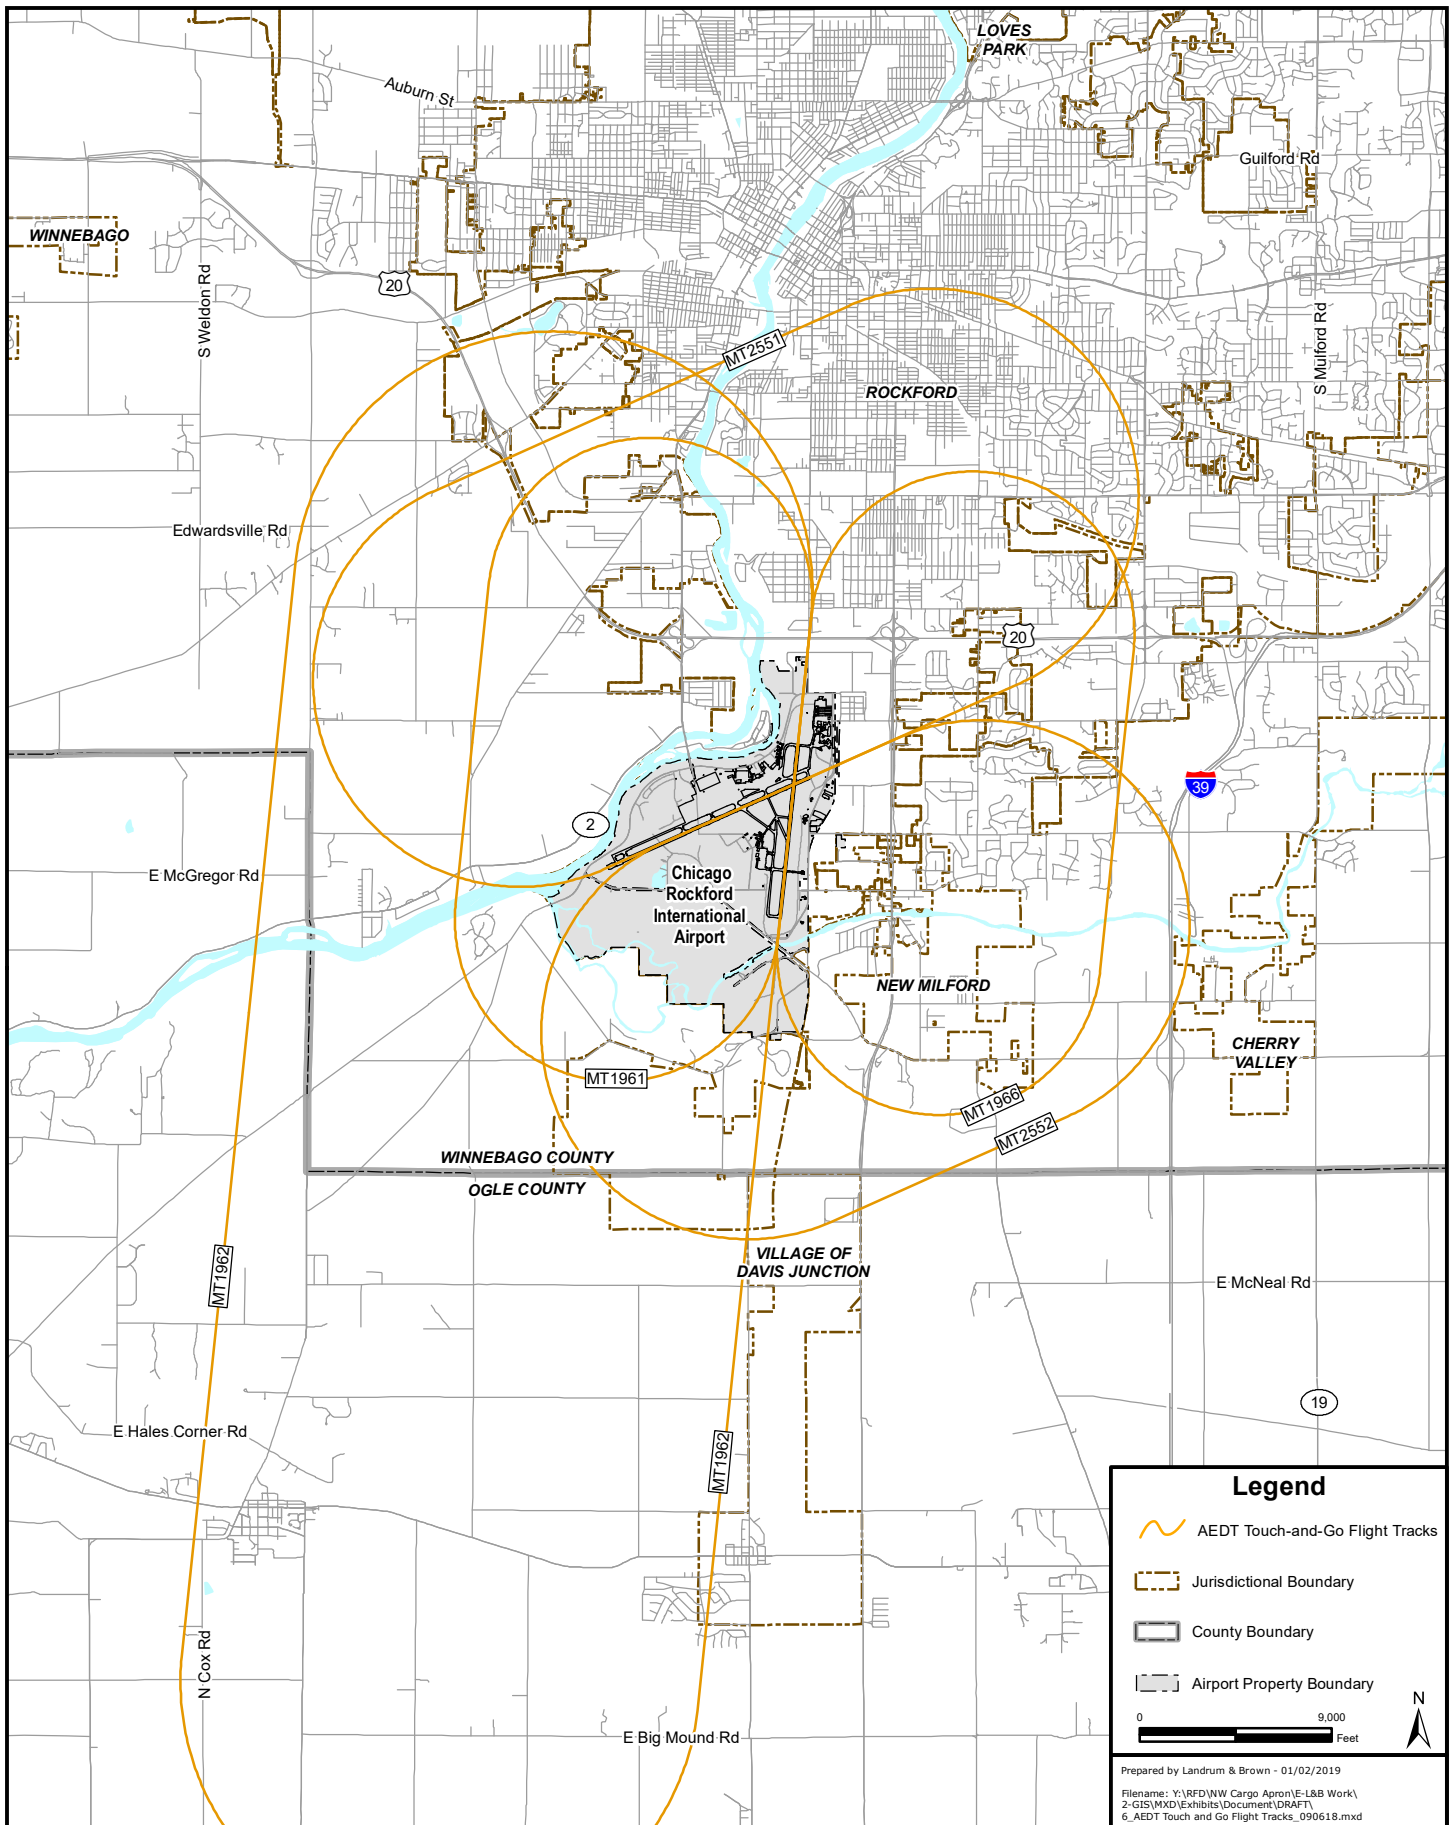 LOVES
PARK
Auburn St
Guilford Rd
WINNEBAGO
20
S Weldon Rd
S Mulford Rd
MT2551
ROCKFORD
Edwardsville Rd
20
39
2
E McGregor Rd
Chicago
Rockford
International
Airport
NEW MILFORD
CHERRY
VALLEY
MT1961
MT1966
MT2552
WINNEBAGO COUNTY
OGLE COUNTY
VILLAGE OF
DAVIS JUNCTION
MT1962
E McNeal Rd
19
E Hales Corner Rd
MT1962
N Cox Rd
E Big Mound Rd
Legend
AEDT Touch-and-Go Flight Tracks
Jurisdictional Boundary
County Boundary
Airport Property Boundary
N
0 9,000
Feet
Prepared by Landrum & Brown - 01/02/2019
Filename: Y:\RFD\NW Cargo Apron\E-L&B Work\
2-GIS\MXD\Exhibits\Document\DRAFT\
6_AEDT Touch and Go Flight Tracks_090618.mxd